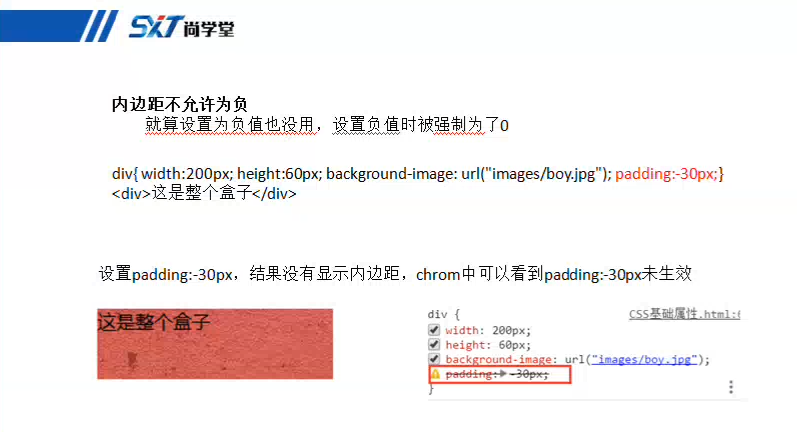 SXT 尚学堂
内边距不允许为负
就算设置为负值也没用，设置负值时被强制为了0
div{ width:200px; height:60px; background-image: url("images/boy.jpg"); padding:-30px;}
<div>这是整个盒子</div>
设置padding:-30px，结果没有显示内边距，chrom中可以看到padding:-30px未生效
这是整个盒子
div { CSS基础属性.html:6
width: 200px;
height: 60px;
background-image: url("images/boy.jpg");
padding: -30px;
}